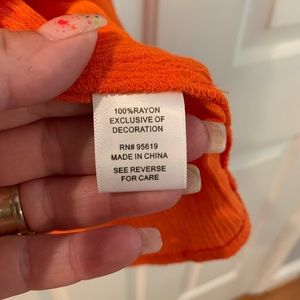 100%RAYON
EXCLUSIVE OF
DECORATION
RN# 95619
MADE IN CHINA
SEE REVERSE
FOR CARE